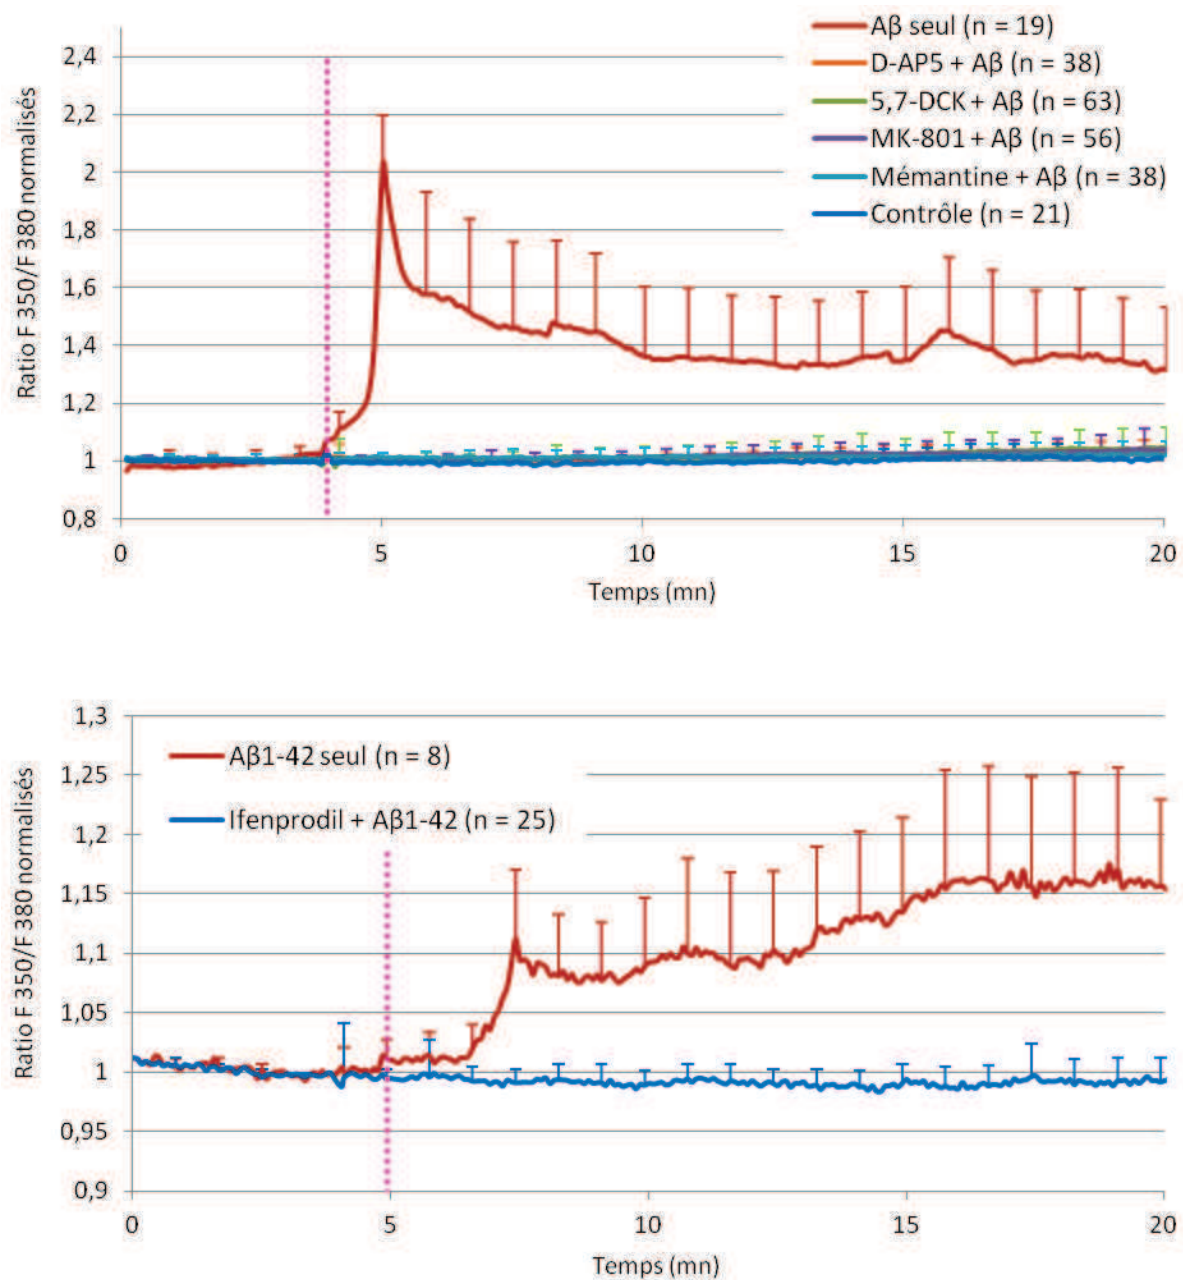 Aβ seul (n = 19)
D-AP5 + Aβ (n = 38)
5,7-DCK + Aβ (n = 63)
MK-801 + Aβ (n = 56)
Mémantine + Aβ (n = 38)
Contrôle (n = 21)
Ratio F 350/F 380 normalisés
2,4
2,2
2
1,8
1,6
1,4
1,2
1
0,8
0 5 10 15 20
Temps (mn)
Aβ1-42 seul (n = 8)
Ifenprodil + Aβ1-42 (n = 25)
Ratio F 350/F 380 normalisés
1,3
1,25
1,2
1,15
1,1
1,05
1
0,95
0,9
0 5 10 15 20
Temps (mn)